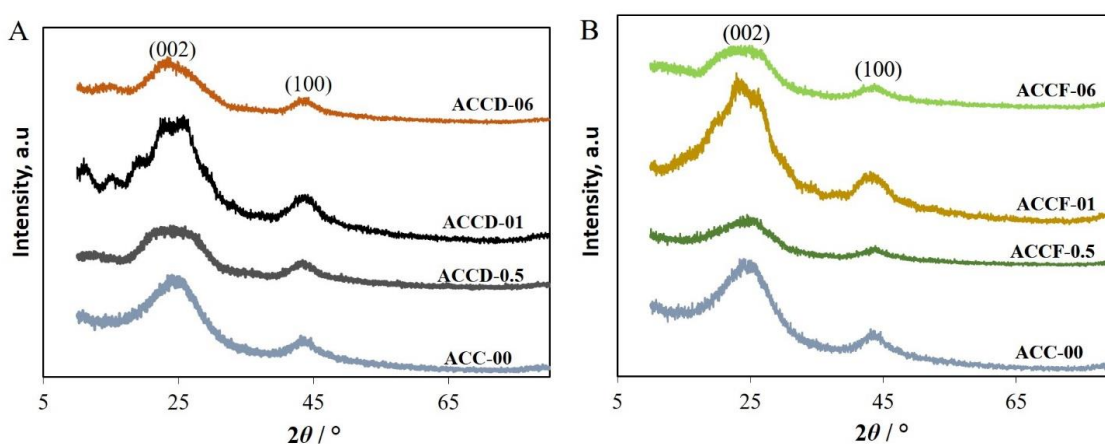 A
(002)
(100)
ACCD-06
ACCD-01
ACCD-0.5
ACC-00
Intensity, a.u
5 25 45 65
2θ / °
B
(002)
(100)
ACCF-06
ACCF-01
ACCF-0.5
ACC-00
Intensity, a.u
5 25 45 65
2θ / °